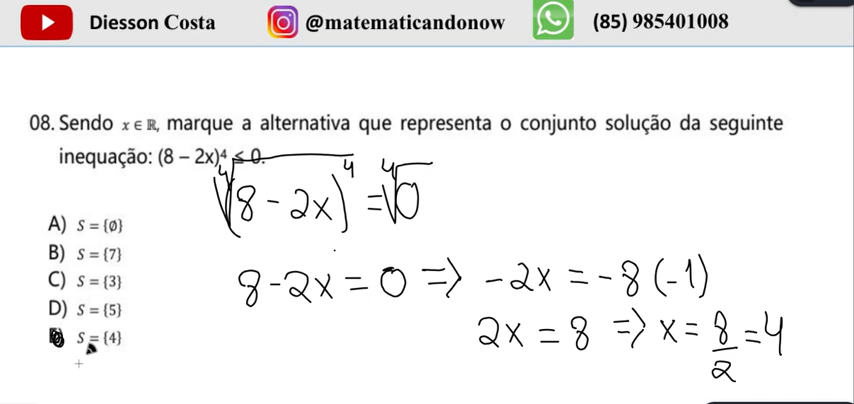 Diesson Costa @matematicandonow (85) 985401008
08. Sendo x ∈ ℝ, marque a alternativa que representa o conjunto solução da seguinte
inequação: (8 – 2x)⁴ ≤ 0.
⁴√(8 - 2x)⁴ = ⁴√0
A) S = {∅}
B) S = {7}
C) S = {3}
D) S = {5}
S = {4}
8 - 2x = 0 => -2x = -8 (-1)
2x = 8 => x = 8/2 = 4